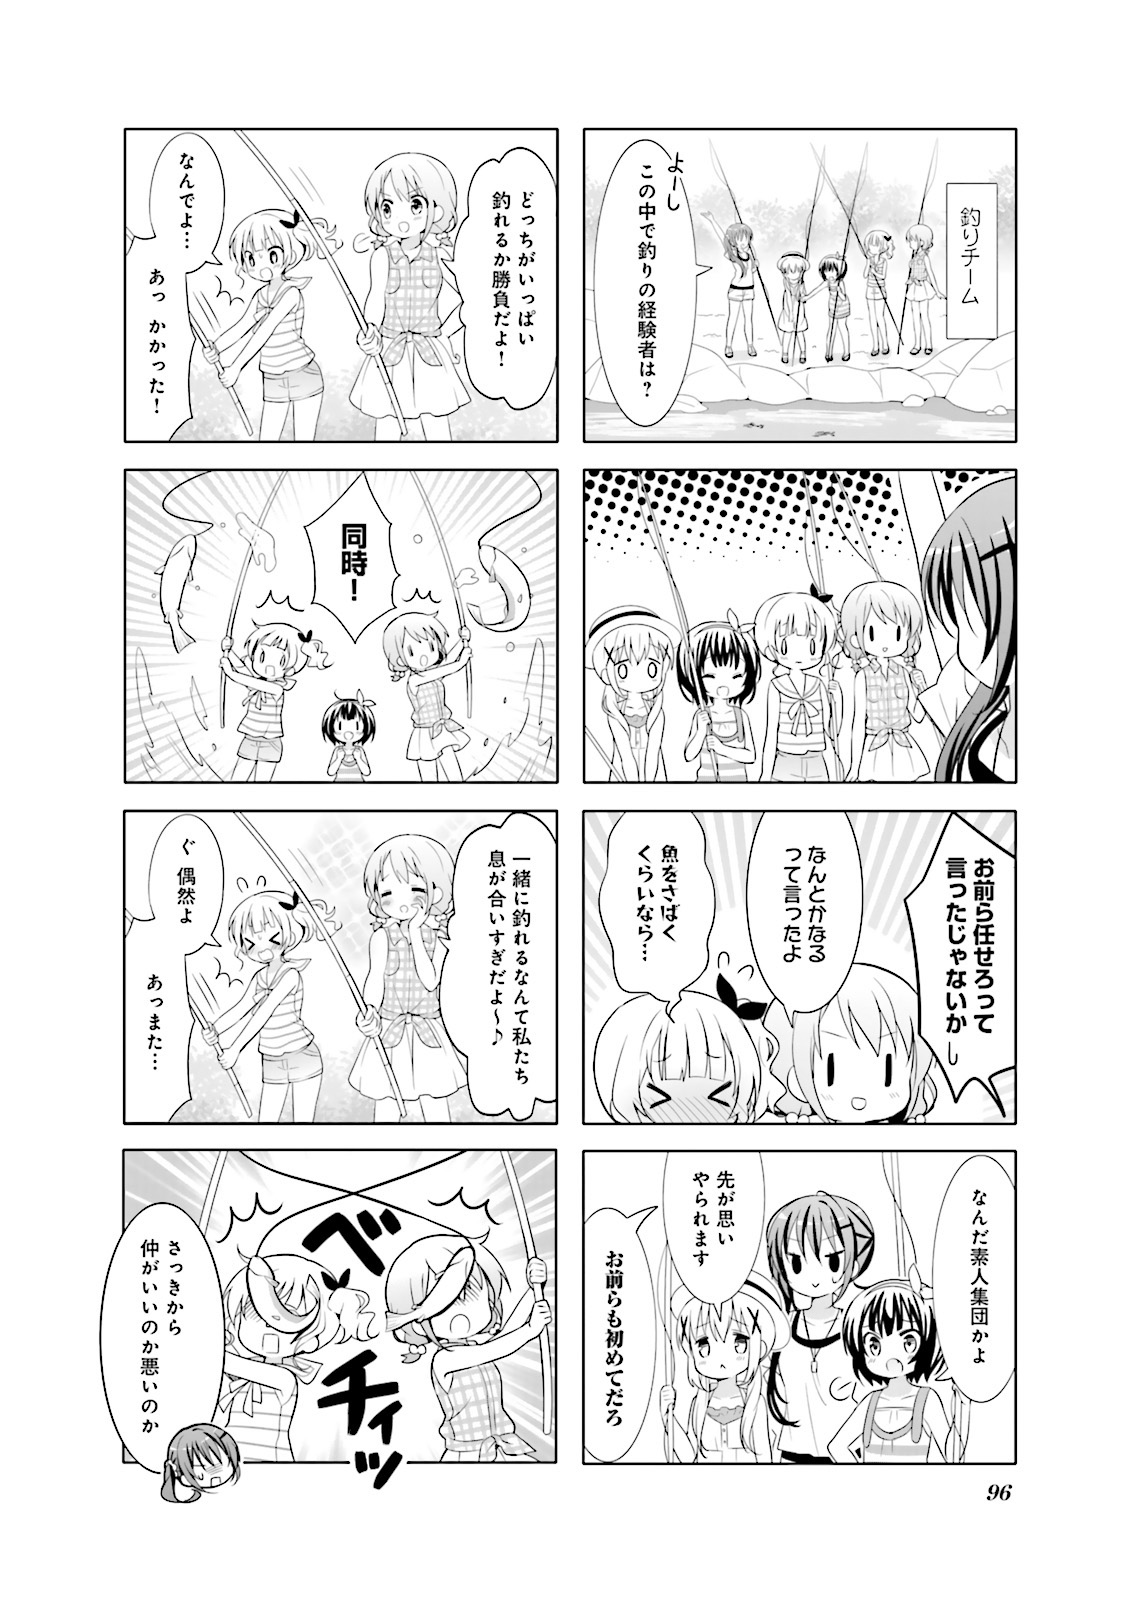 釣りチーム
よーし
この中で釣りの経験者は？
お前ら任せろって
言ったじゃないかーし
なんとかなる
って言ったよ
魚をさばく
くらいなら…
なんだ素人集団かよ
先が思い
やられます
お前らも初めてだろ
どっちがいっぱい
釣れるか勝負だよ！
なんでよ…
あっ かかった！
同時！
一緒に釣れるなんて私たち
息が合いすぎだよ〜♪
ぐ 偶然よ
あっまた…
ベ
チィッ
さっきから
仲がいいのか悪いのか
96